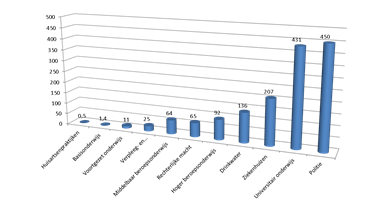 500
450
400
350
300
250
200
150
100
50
0
0,5
1,4
11
25
64
65
92
136
207
431
450
Huisartsenpraktijken
Basisonderwijs
Voortgezet onderwijs
Verpleeg- en...
Middelbaar beroepsonderwijs
Rechterlijke macht
Hoger beroepsonderwijs
Drinkwater
Ziekenhuizen
Universitair onderwijs
Politie